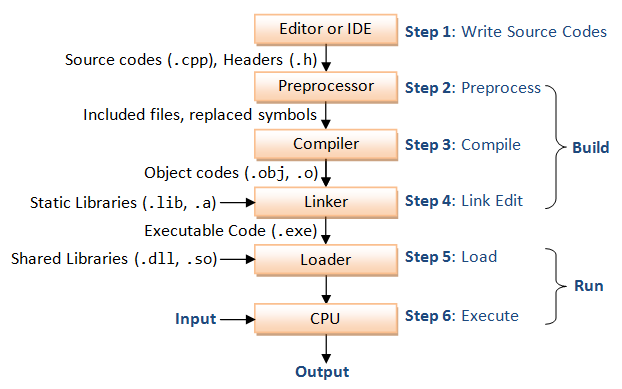 Editor or IDE
Step 1: Write Source Codes
Source codes (.cpp), Headers (.h)
Preprocessor
Step 2: Preprocess
Included files, replaced symbols
Compiler
Step 3: Compile
Build
Object codes (.obj, .o)
Static Libraries (.lib, .a)
Linker
Step 4: Link Edit
Executable Code (.exe)
Shared Libraries (.dll, .so)
Loader
Step 5: Load
Run
Input
CPU
Step 6: Execute
Output